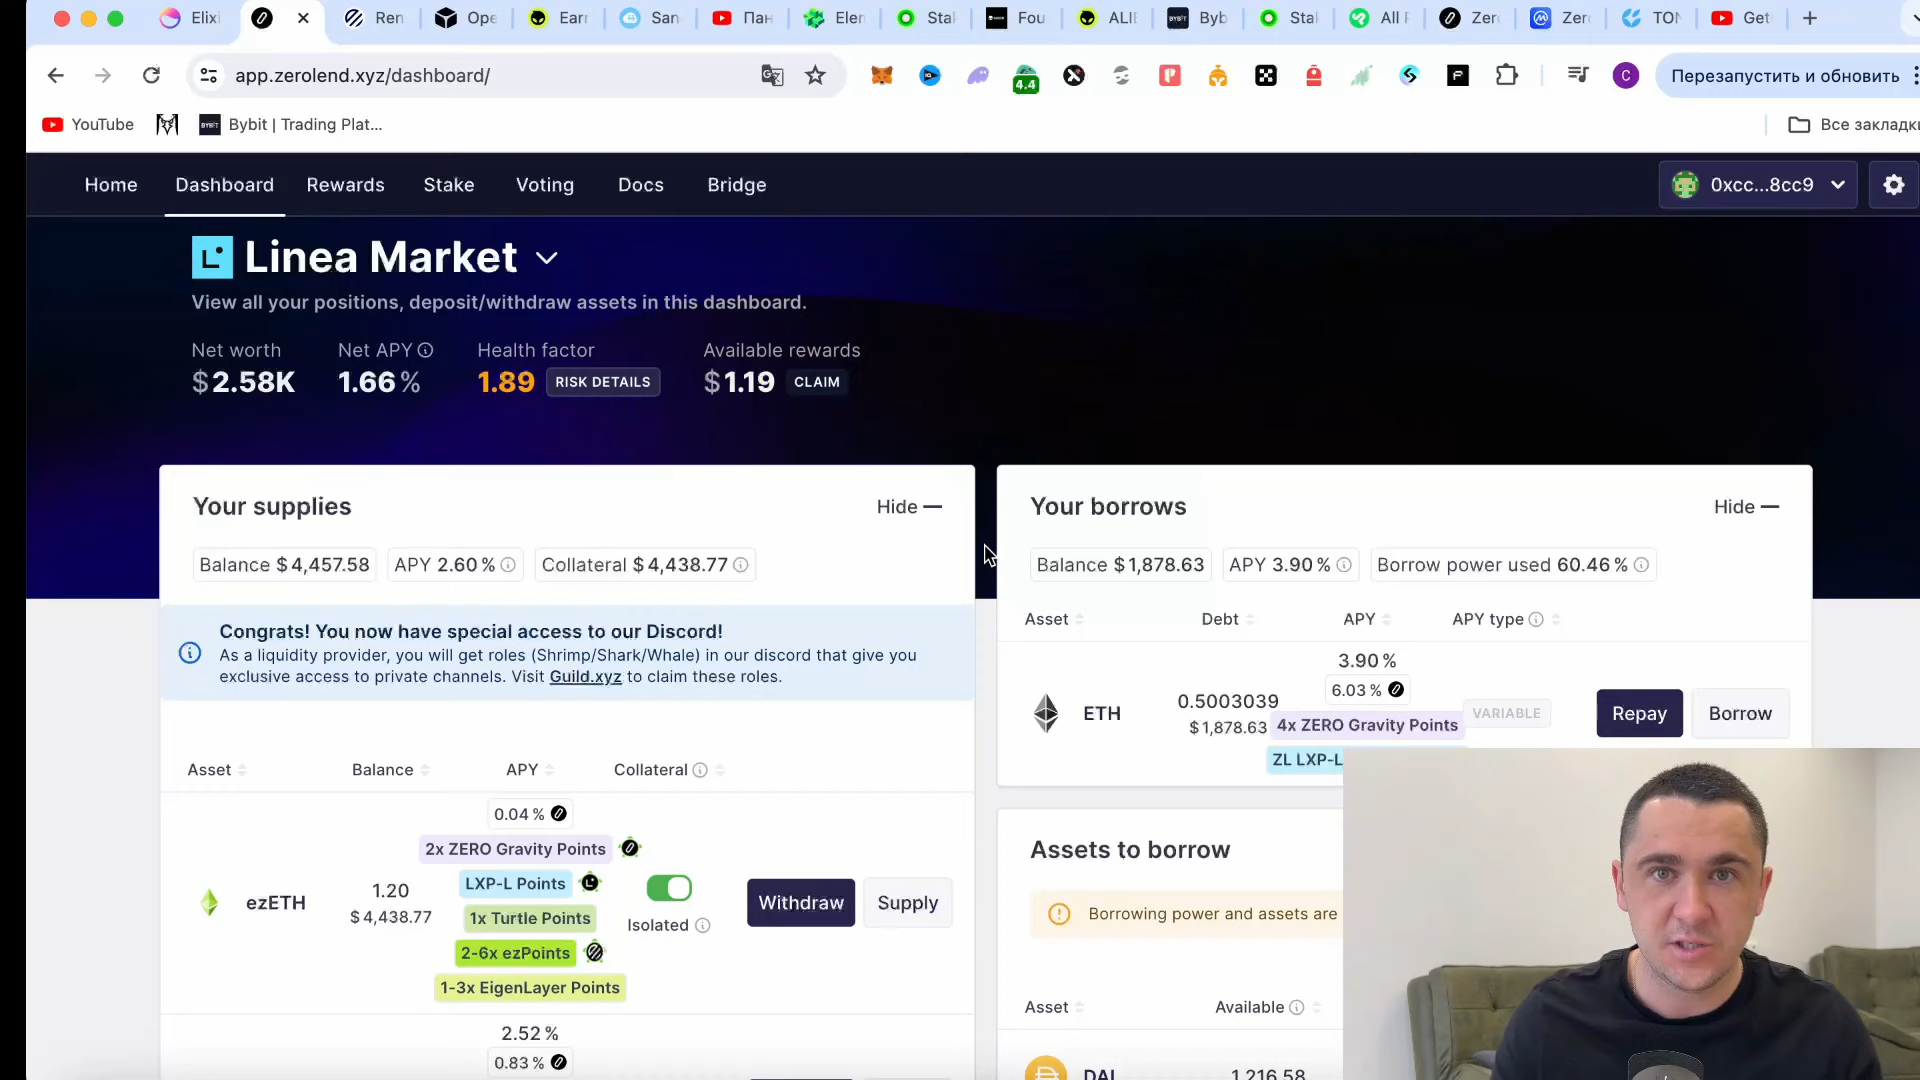 Elixi
Ren
Ope
Earr
San
Пан
Elen
Stal
Fou
ALIE
Byb
Sta
All F
Zer
Zer
TON
Get
app.zerolend.xyz/dashboard/
4.4
C
Перезапустить и обновить
YouTube
BYBIT
Bybit | Trading Plat...
Все закладки
Home
Dashboard
Rewards
Stake
Voting
Docs
Bridge
0xcc...8cc9
Linea Market
View all your positions, deposit/withdraw assets in this dashboard.
Net worth
Net APY
Health factor
Available rewards
$2.58K
1.66%
1.89
RISK DETAILS
$1.19
CLAIM
Your supplies
Hide
Balance $4,457.58
APY 2.60%
Collateral $4,438.77
Congrats! You now have special access to our Discord!
As a liquidity provider, you will get roles (Shrimp/Shark/Whale) in our discord that give you
exclusive access to private channels. Visit Guild.xyz to claim these roles.
Asset
Balance
APY
Collateral
0.04%
2x ZERO Gravity Points
LXP-L Points
1x Turtle Points
2-6x ezPoints
1-3x EigenLayer Points
ezETH
1.20
$4,438.77
Isolated
Withdraw
Supply
2.52%
0.83%
Your borrows
Hide
Balance $1,878.63
APY 3.90%
Borrow power used 60.46%
Asset
Debt
APY
APY type
ETH
0.5003039
$1,878.63
3.90%
6.03%
4x ZERO Gravity Points
ZL LXP-L
VARIABLE
Repay
Borrow
Assets to borrow
Borrowing power and assets are
Asset
Available
DAI
1,216.58